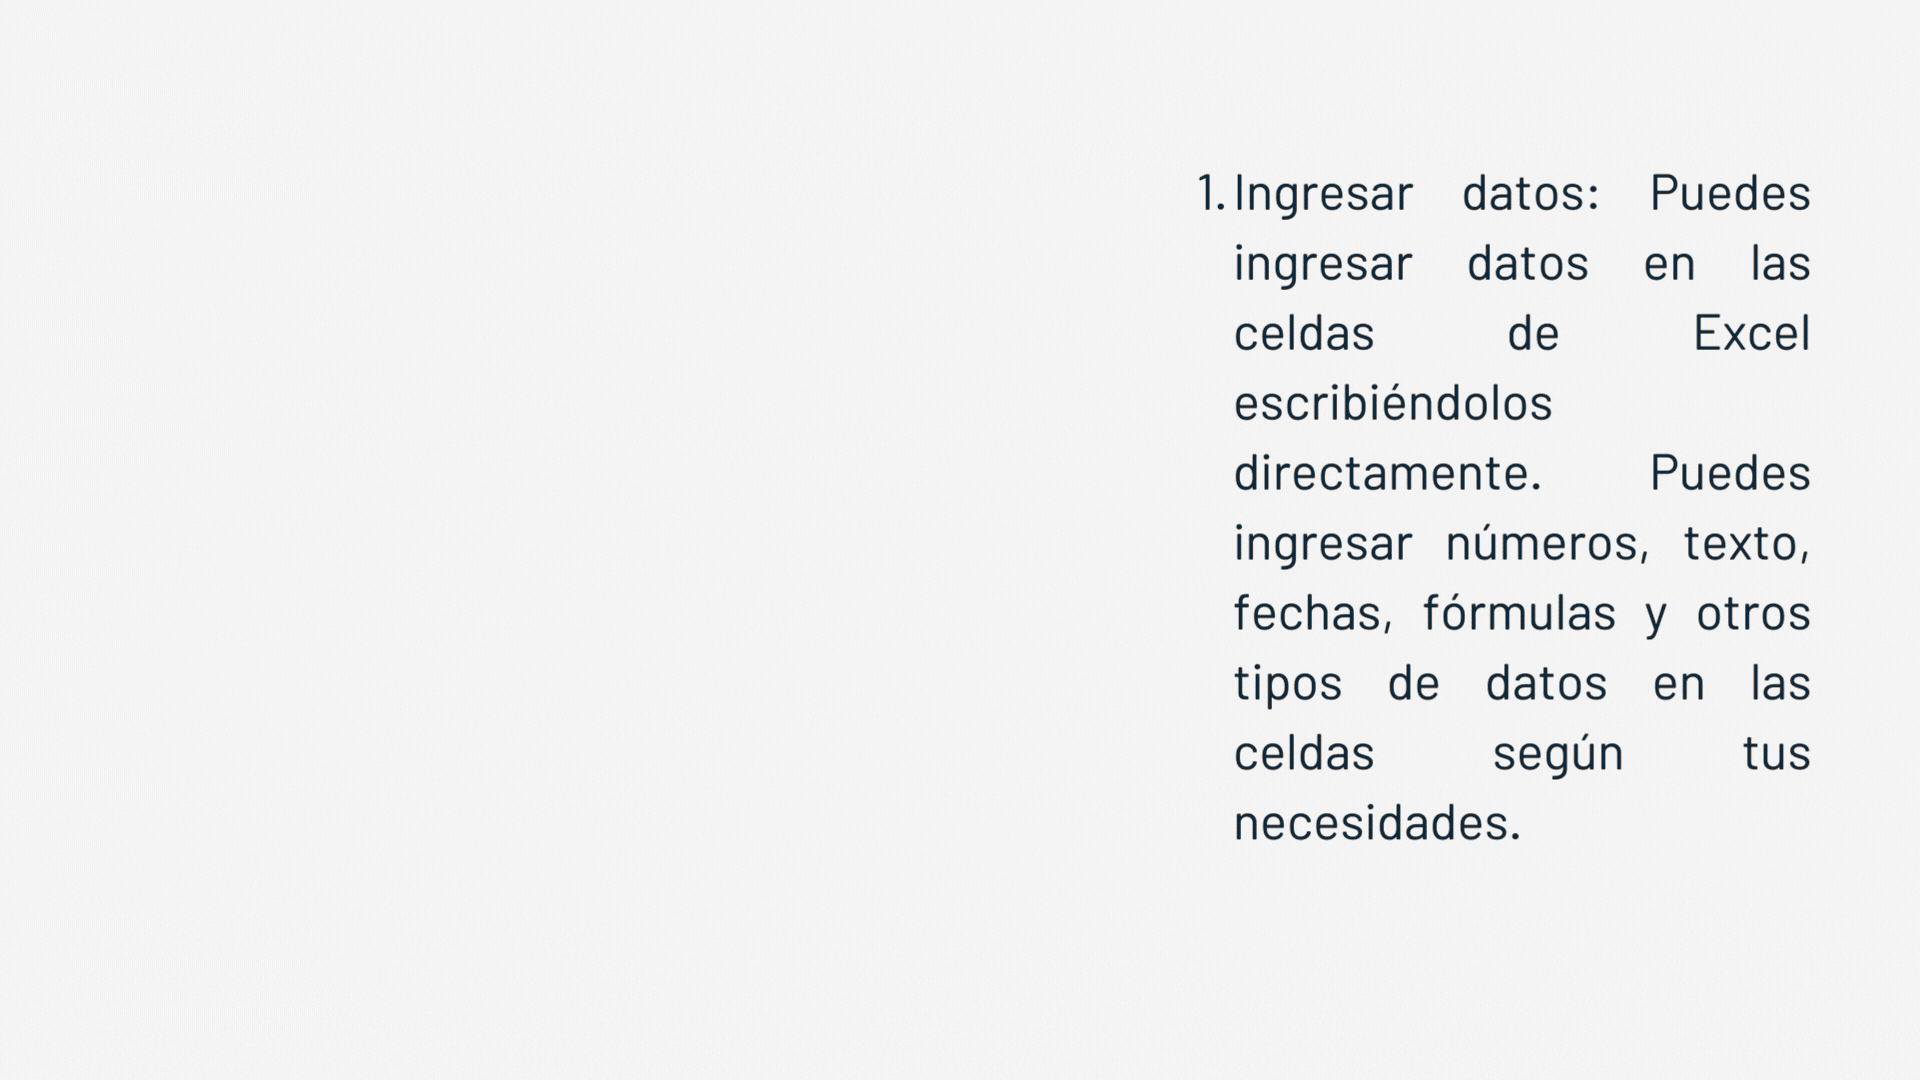 1. Ingresar datos: Puedes
ingresar datos en las
celdas de Excel
escribiéndolos
directamente. Puedes
ingresar números, texto,
fechas, fórmulas y otros
tipos de datos en las
celdas según tus
necesidades.